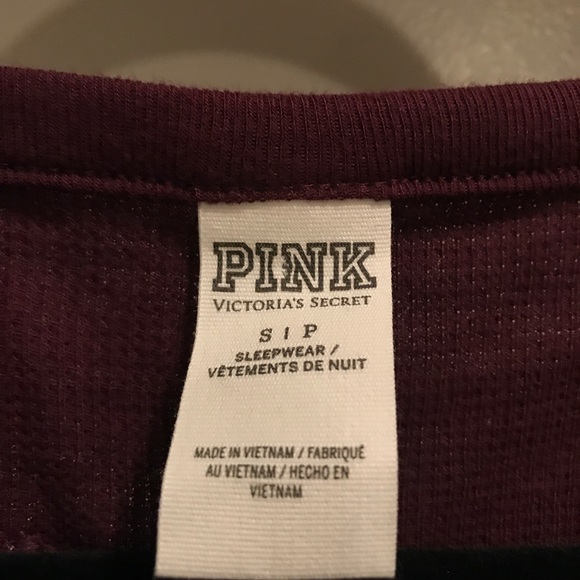 PINK
VICTORIA'S SECRET
S | P
SLEEPWEAR /
VÊTEMENTS DE NUIT
MADE IN VIETNAM / FABRIQUÉ
AU VIETNAM / HECHO EN
VIETNAM